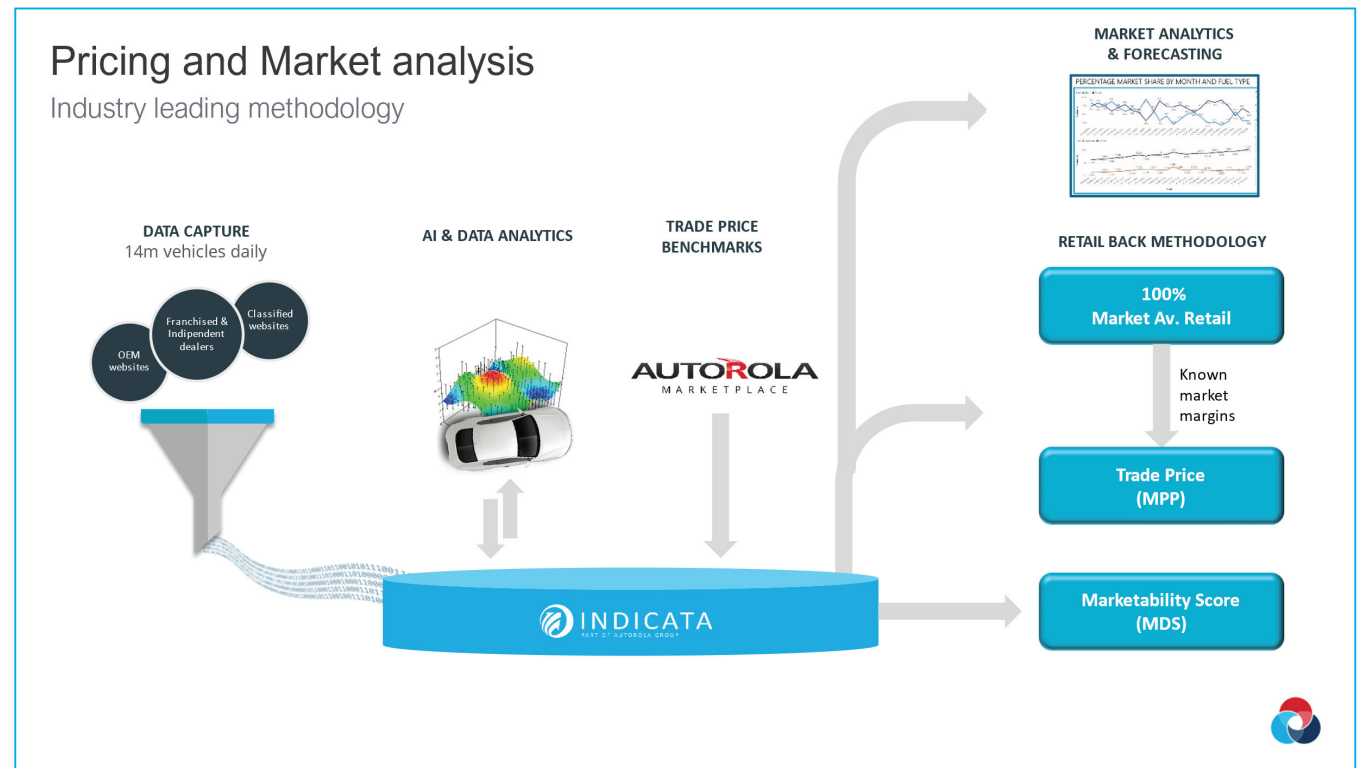 Pricing and Market analysis
Industry leading methodology
MARKET ANALYTICS
& FORECASTING
PERCENTAGE MARKET SHARE BY MONTH AND FUEL TYPE
DATA CAPTURE
14m vehicles daily
OEM
websites
Franchised &
Indipendent
dealers
Classified
websites
AI & DATA ANALYTICS
TRADE PRICE
BENCHMARKS
AUTOROLA
MARKETPLACE
INDICATA
PART OF AUTOROLA GROUP
RETAIL BACK METHODOLOGY
100%
Market Av. Retail
Known
market
margins
Trade Price
(MPP)
Marketability Score
(MDS)